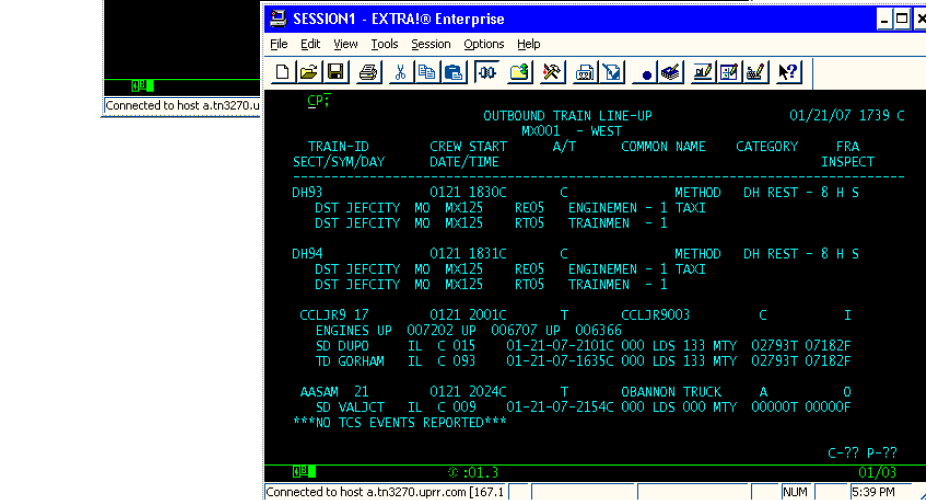 SESSION1 - EXTRA!® Enterprise
File Edit View Tools Session Options Help
Connected to host a.tn3270.u
CP;
OUTBOUND TRAIN LINE-UP 01/21/07 1739 C
MX001 - WEST
TRAIN-ID CREW START A/T COMMON NAME CATEGORY FRA
SECT/SYM/DAY DATE/TIME INSPECT
--------------------------------------------------------------------------------
DH93 0121 1830C C METHOD DH REST - 8 H S
DST JEFCITY MO MX125 RE05 ENGINEMEN - 1 TAXI
DST JEFCITY MO MX125 RT05 TRAINMEN - 1
DH94 0121 1831C C METHOD DH REST - 8 H S
DST JEFCITY MO MX125 RE05 ENGINEMEN - 1 TAXI
DST JEFCITY MO MX125 RT05 TRAINMEN - 1
CCLJR9 17 0121 2001C T CCLJR9003 C I
ENGINES UP 007202 UP 006707 UP 006366
SD DUPO IL C 015 01-21-07-2101C 000 LDS 133 MTY 02793T 07182F
TD GORHAM IL C 093 01-21-07-1635C 000 LDS 133 MTY 02793T 07182F
AASAM 21 0121 2024C T OBANNON TRUCK A O
SD VALJCT IL C 009 01-21-07-2154C 000 LDS 000 MTY 00000T 00000F
***NO TCS EVENTS REPORTED***
C-?? P-??
:01.3 01/03
Connected to host a.tn3270.uprr.com [167.1 NUM 5:39 PM